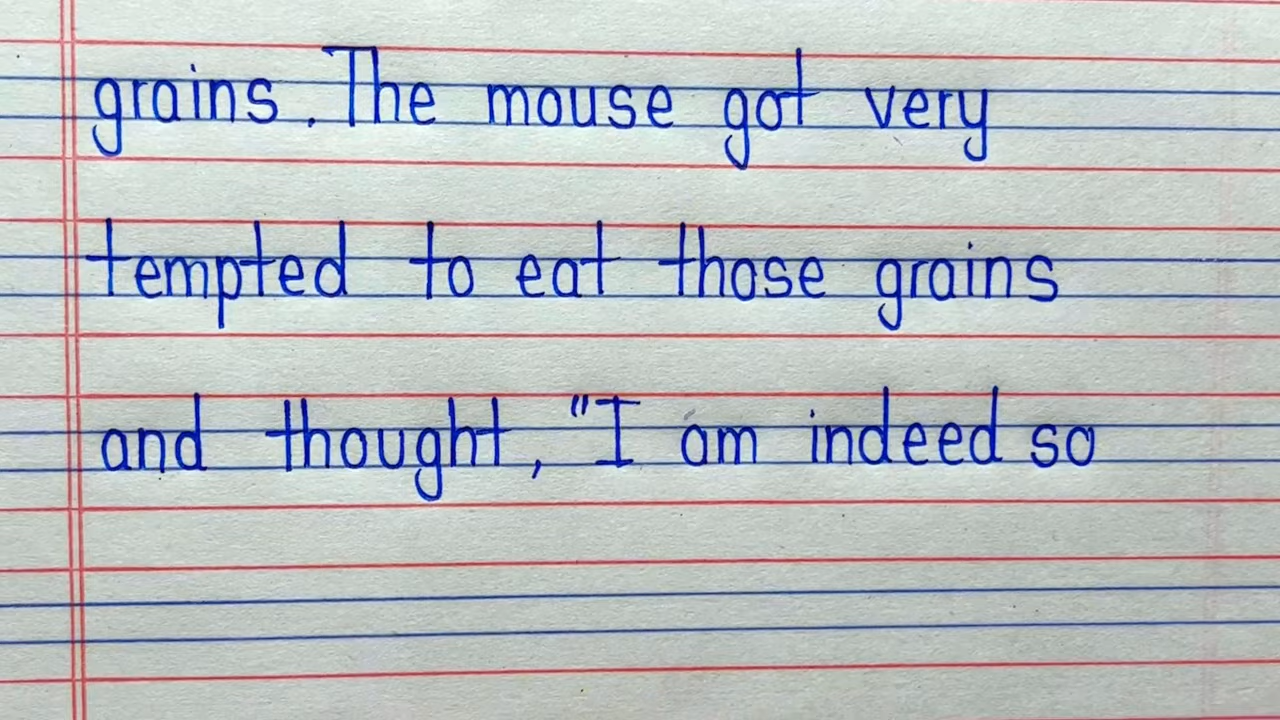 grains. The mouse got very
tempted to eat those grains
and thought, "I am indeed so